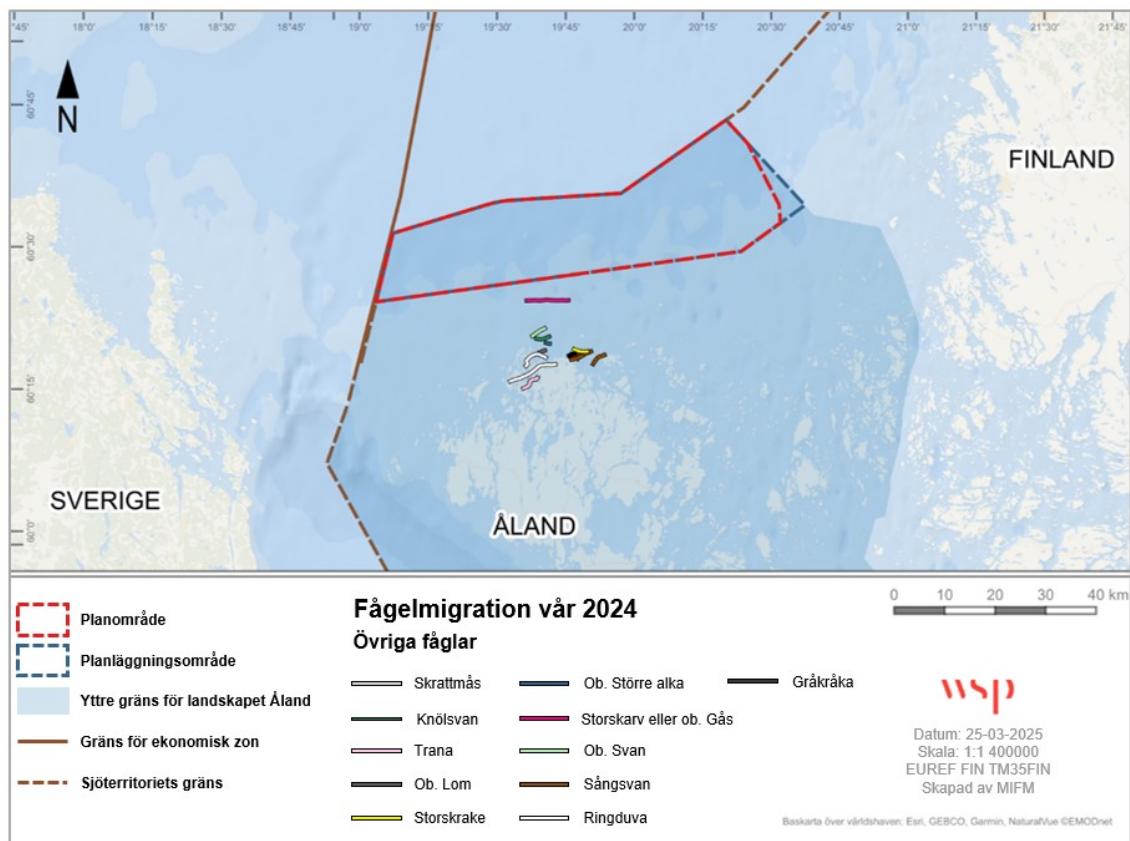 45' 18°0' 18°15' 18°30' 18°45' 19°0' 19°15' 19°30' 19°45' 20°0' 20°15' 20°30' 20°45' 21°0' 21°15' 21°30' 21°45'
60°45'
N
FINLAND
60°30'
60°15'
SVERIGE
60°0'
ÅLAND
Planområde
Planläggningsområde
Yttre gräns för landskapet Åland
Gräns för ekonomisk zon
Sjöterritoriets gräns
Fågelmigration vår 2024
Övriga fåglar
Skrattmås
Knölsvan
Trana
Ob. Lom
Storskrake
Ob. Större alka
Storskarv eller ob. Gås
Ob. Svan
Sångsvan
Ringduva
Gråkråka
0 10 20 30 40 km
wsp
Datum: 25-03-2025
Skala: 1:1 400000
EUREF FIN TM35FIN
Skapad av MIFM
Baskarta över världshaven: Esri, GEBCO, Garmin, NaturalVue ©EMODnet